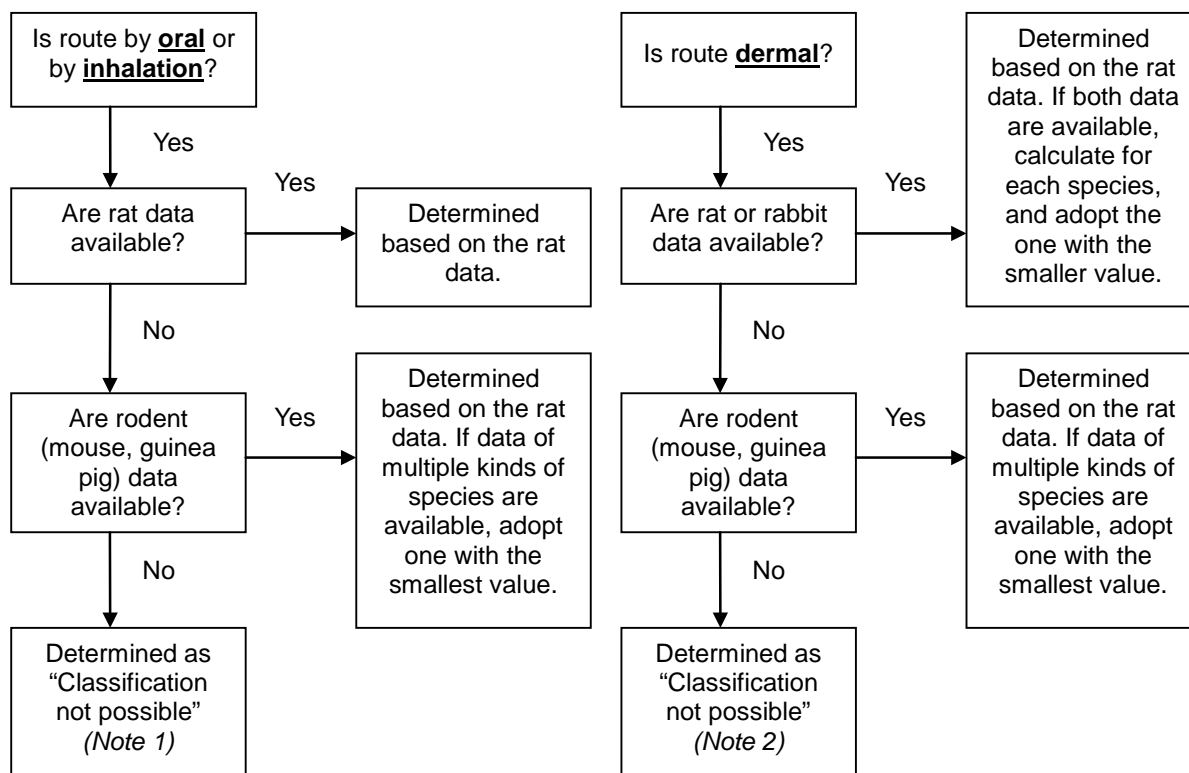 Is route by oral or
by inhalation?
Yes
Are rat data
available?
Yes
Determined
based on the rat
data.
No
Are rodent
(mouse, guinea
pig) data
available?
Yes
Determined
based on the rat
data. If data of
multiple kinds of
species are
available, adopt
one with the
smallest value.
No
Determined as
“Classification
not possible”
(Note 1)
Is route dermal?
Yes
Are rat or rabbit
data available?
Yes
Determined
based on the rat
data. If both data
are available,
calculate for
each species,
and adopt the
one with the
smaller value.
No
Are rodent
(mouse, guinea
pig) data
available?
Yes
Determined
based on the rat
data. If data of
multiple kinds of
species are
available, adopt
one with the
smallest value.
No
Determined as
“Classification
not possible”
(Note 2)